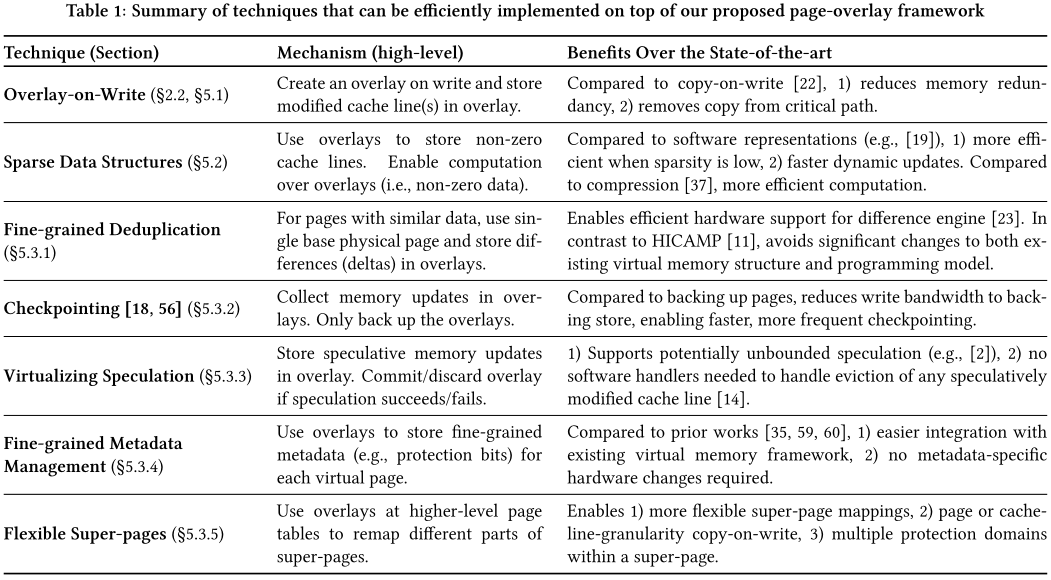 Table 1: Summary of techniques that can be efficiently implemented on top of our proposed page-overlay framework
Technique (Section)
Mechanism (high-level)
Benefits Over the State-of-the-art
Overlay-on-Write (§2.2, §5.1)
Create an overlay on write and store
modified cache line(s) in overlay.
Compared to copy-on-write [22], 1) reduces memory redun-
dancy, 2) removes copy from critical path.
Sparse Data Structures (§5.2)
Use overlays to store non-zero
cache lines. Enable computation
over overlays (i.e., non-zero data).
Compared to software representations (e.g., [19]), 1) more effi-
cient when sparsity is low, 2) faster dynamic updates. Compared
to compression [37], more efficient computation.
Fine-grained Deduplication
(§5.3.1)
For pages with similar data, use sin-
gle base physical page and store dif-
ferences (deltas) in overlays.
Enables efficient hardware support for difference engine [23]. In
contrast to HICAMP [11], avoids significant changes to both ex-
isting virtual memory structure and programming model.
Checkpointing [18, 56] (§5.3.2)
Collect memory updates in over-
lays. Only back up the overlays.
Compared to backing up pages, reduces write bandwidth to back-
ing store, enabling faster, more frequent checkpointing.
Virtualizing Speculation (§5.3.3)
Store speculative memory updates
in overlay. Commit/discard overlay
if speculation succeeds/fails.
1) Supports potentially unbounded speculation (e.g., [2]), 2) no
software handlers needed to handle eviction of any speculatively
modified cache line [14].
Fine-grained Metadata
Management (§5.3.4)
Use overlays to store fine-grained
metadata (e.g., protection bits) for
each virtual page.
Compared to prior works [35, 59, 60], 1) easier integration with
existing virtual memory framework, 2) no metadata-specific
hardware changes required.
Flexible Super-pages (§5.3.5)
Use overlays at higher-level page
tables to remap different parts of
super-pages.
Enables 1) more flexible super-page mappings, 2) page or cache-
line-granularity copy-on-write, 3) multiple protection domains
within a super-page.